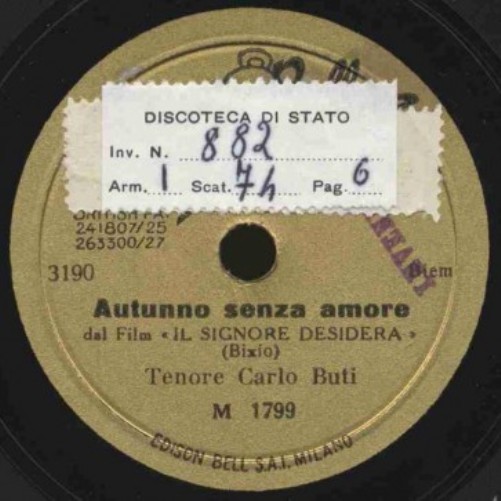 DISCOTECA DI STATO
Inv. N. 882
Arm. 1 Scat. 74 Pag. 6
241807/25
263300/27
3190
Biem
Autunno senza amore
dal Film « IL SIGNORE DESIDERA »
(Bixio)
Tenore Carlo Buti
M 1799
EDISON BELL S.A.I. MILANO